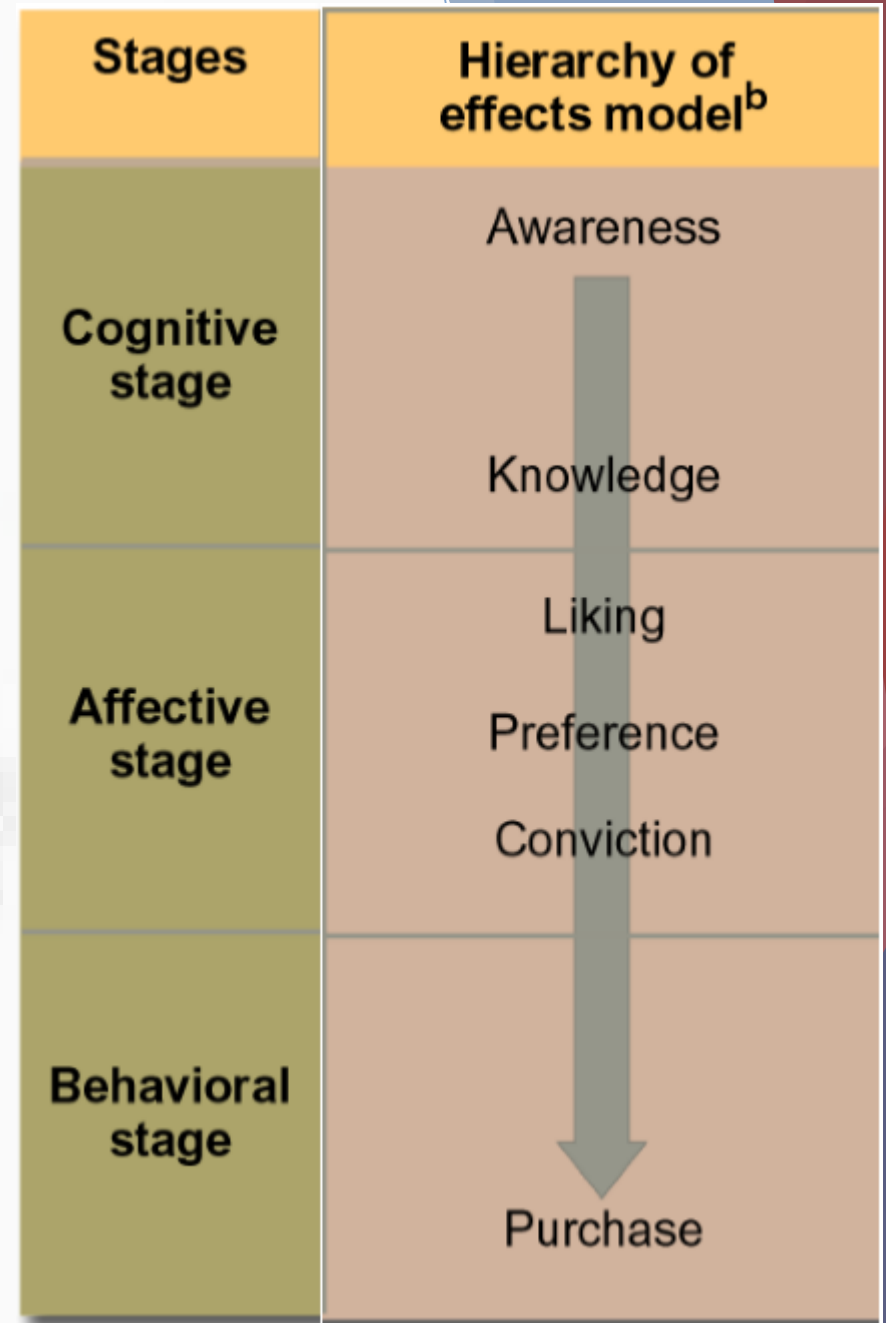 Stages
Hierarchy of
effects modelb
Cognitive
stage
Awareness
Knowledge
Affective
stage
Liking
Preference
Conviction
Behavioral
stage
Purchase